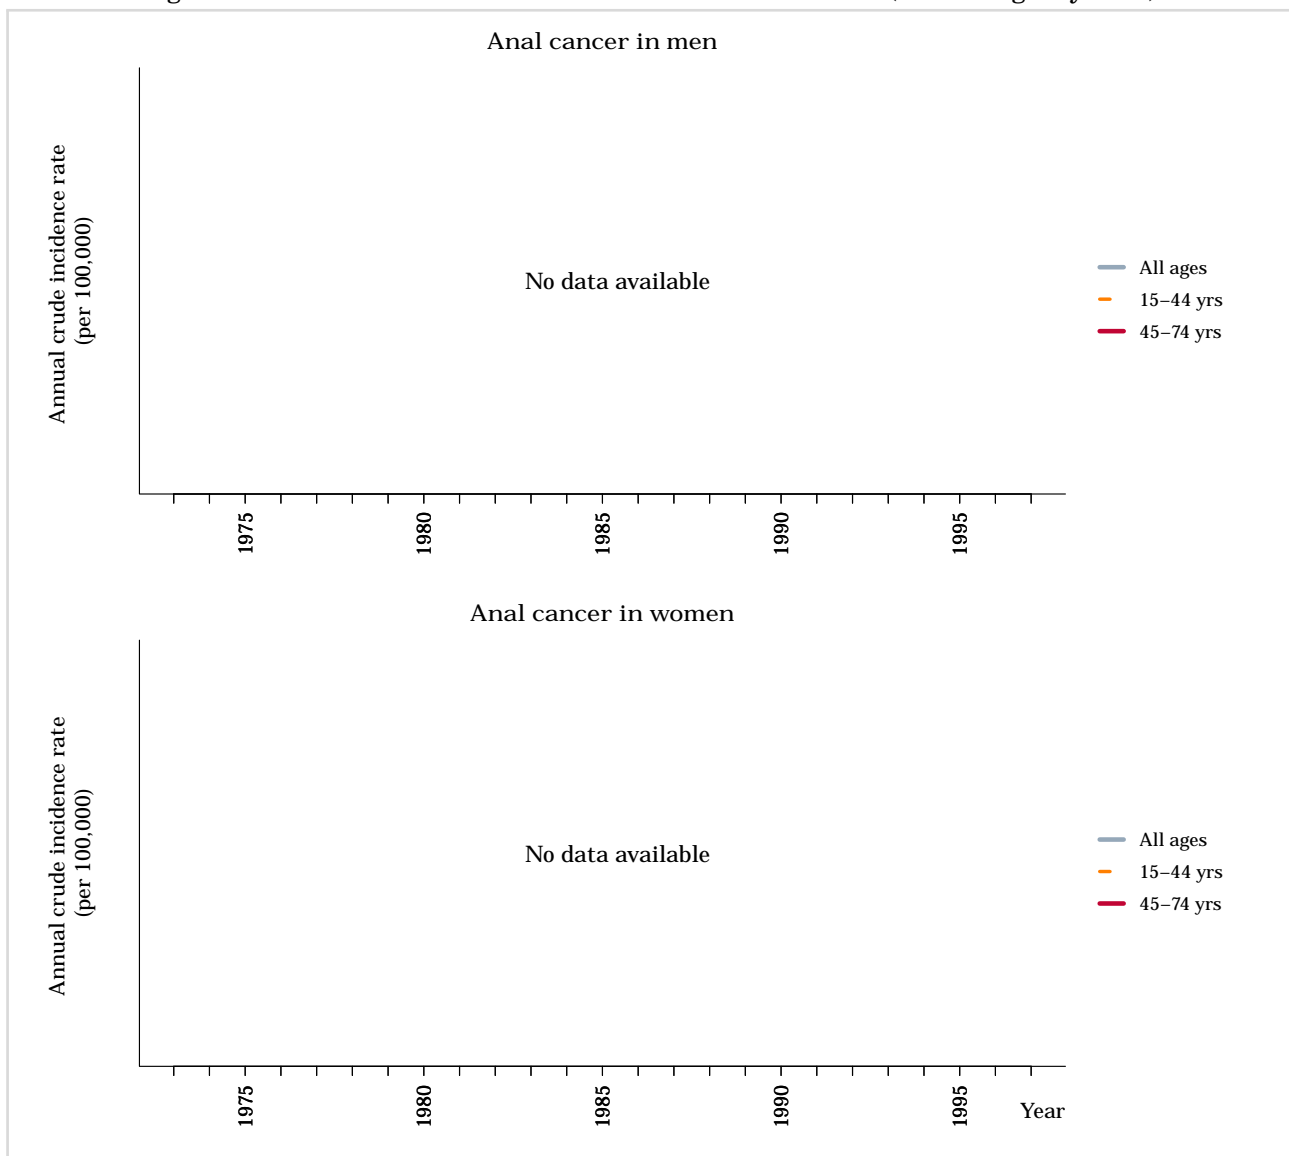 Anal cancer in men
Annual crude incidence rate
(per 100,000)
No data available
All ages
15–44 yrs
45–74 yrs
1975
1980
1985
1990
1995
Anal cancer in women
Annual crude incidence rate
(per 100,000)
No data available
All ages
15–44 yrs
45–74 yrs
1975
1980
1985
1990
1995
Year